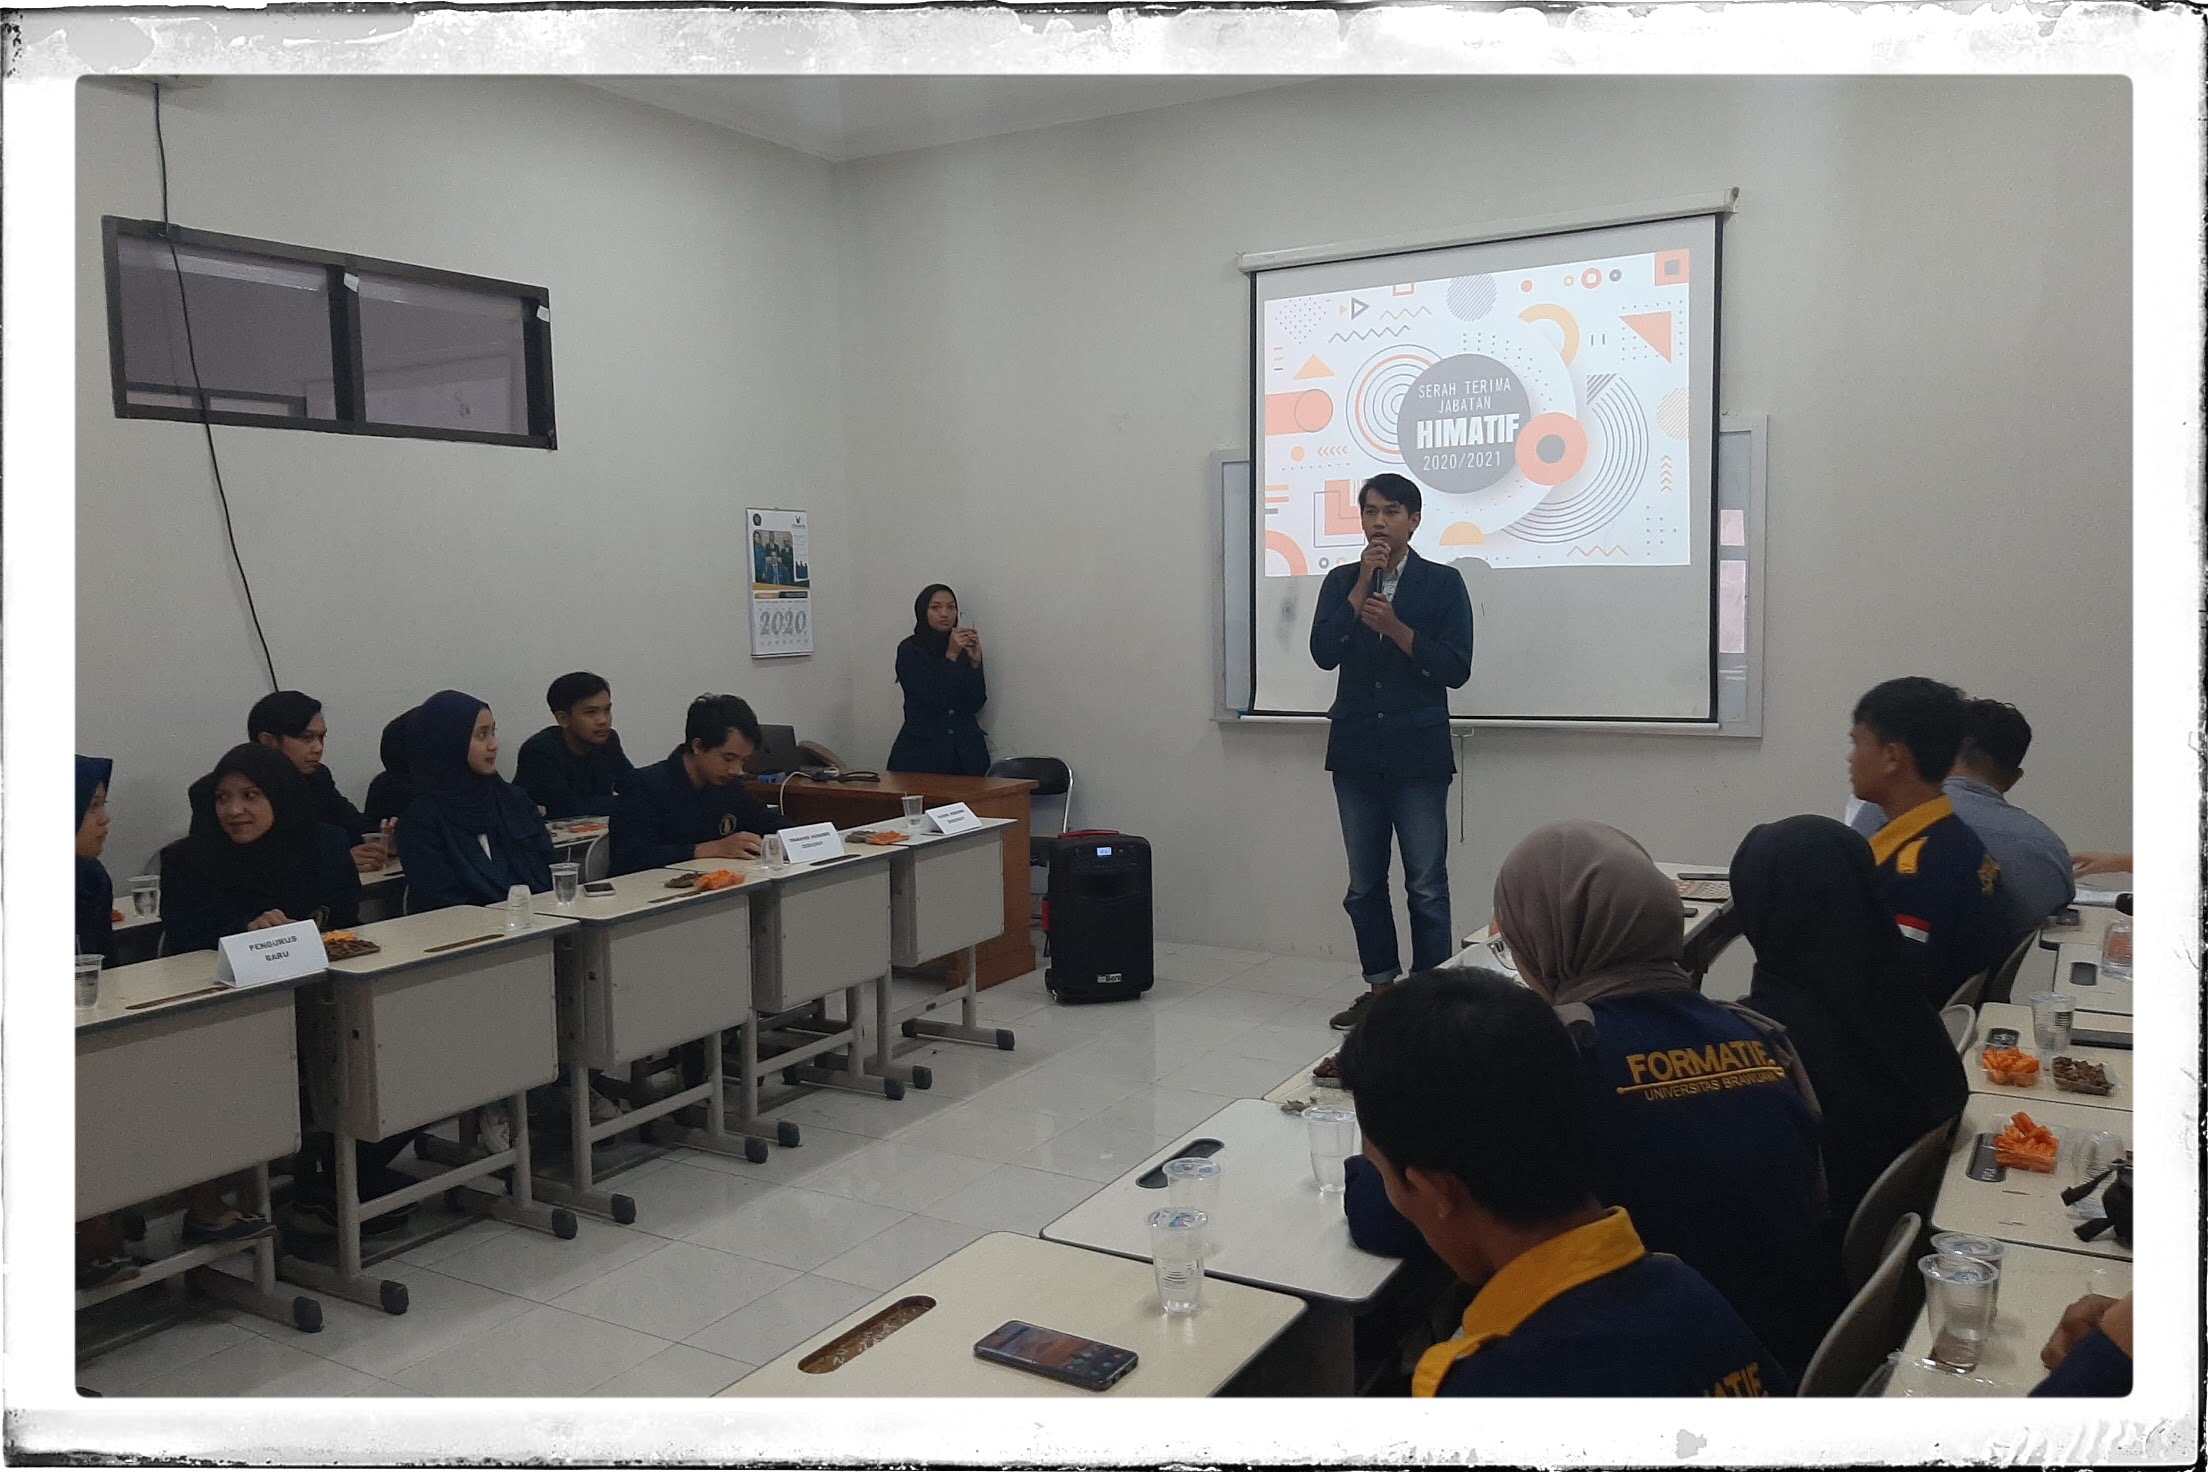 SERAH TERIMA
JABATAN
HIMATIF
2020/2021
2020
PENGURUS
BARU
FORMATIF
UNIVERSITAS BRAWIJAYA